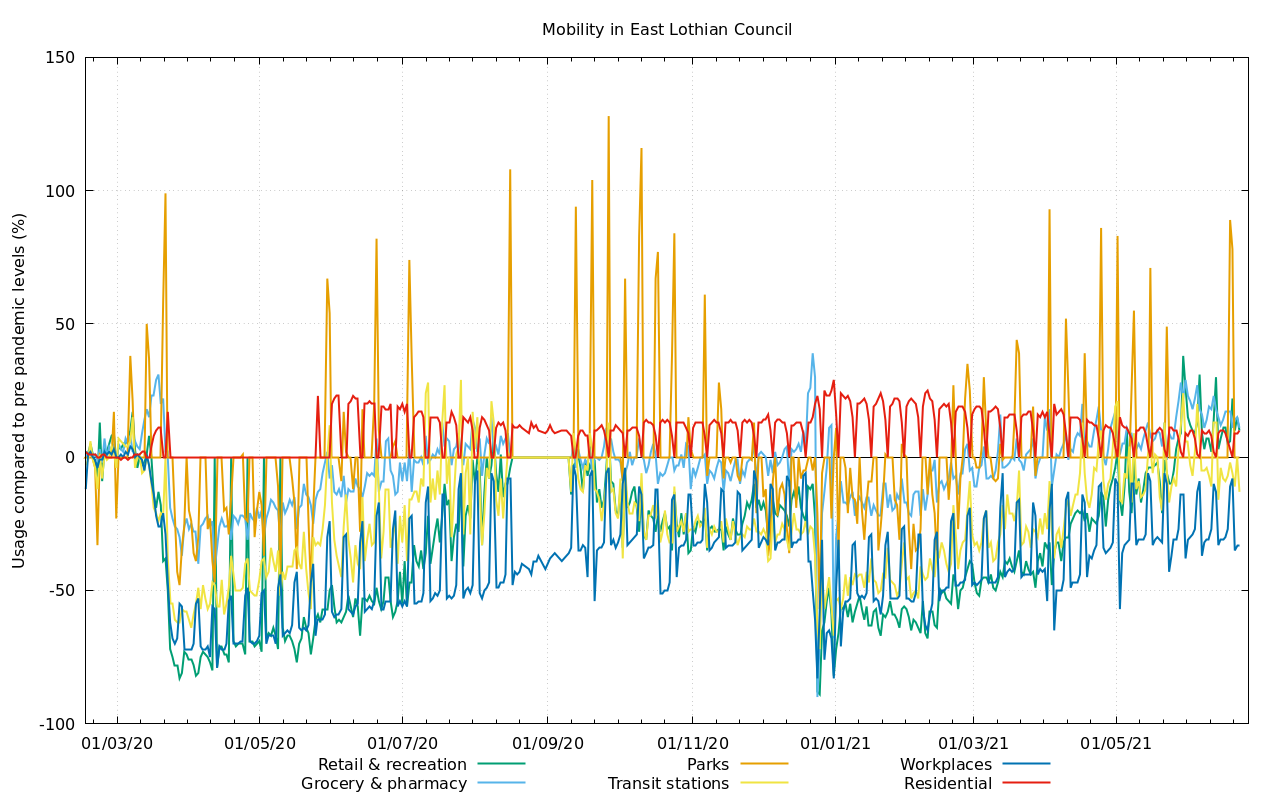 Mobility in East Lothian Council
Usage compared to pre pandemic levels (%)
150
100
50
0
-50
-100
01/03/20 01/05/20 01/07/20 01/09/20 01/11/20 01/01/21 01/03/21 01/05/21
Retail & recreation Parks Workplaces
Grocery & pharmacy Transit stations Residential